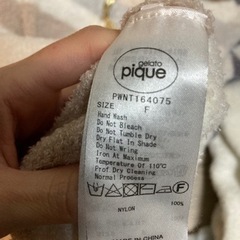 gelato
pique
PWNT164075
SIZE F
Hand Wash
Do Not Bleach
Do Not Tumble Dry
Dry Flat In Shade
Do Not Wring
Iron At Maximum
Temperature Of 110℃
Prof Dry Cleaning
Normal Process
F
NYLON 100%
MADE IN CHINA